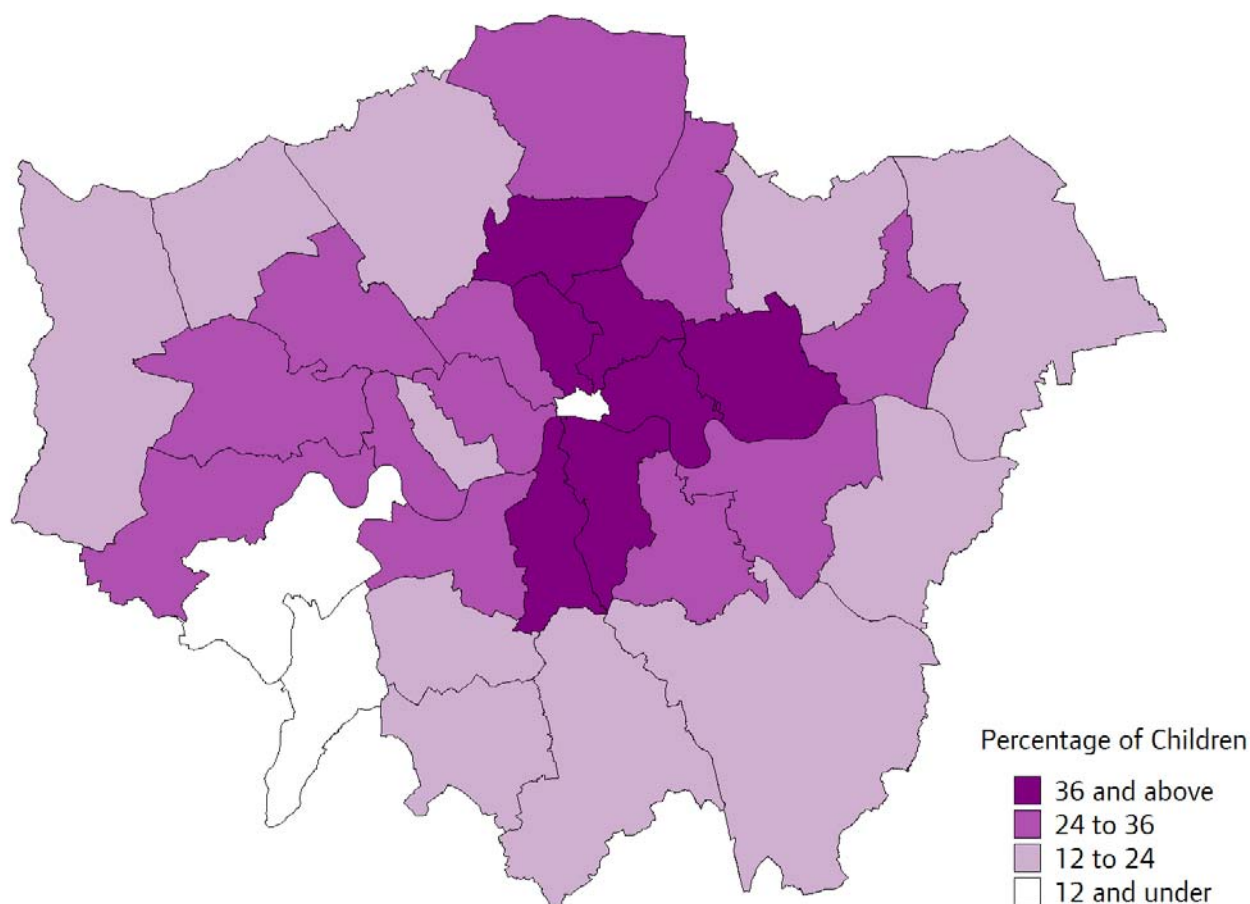 Percentage of Children
36 and above
24 to 36
12 to 24
12 and under